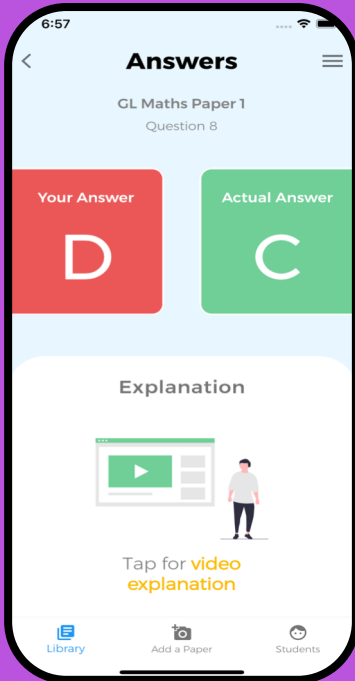 6:57
Answers
GL Maths Paper 1
Question 8
Your Answer
Actual Answer
D
C
Explanation
Tap for video
explanation
Library
Add a Paper
Students